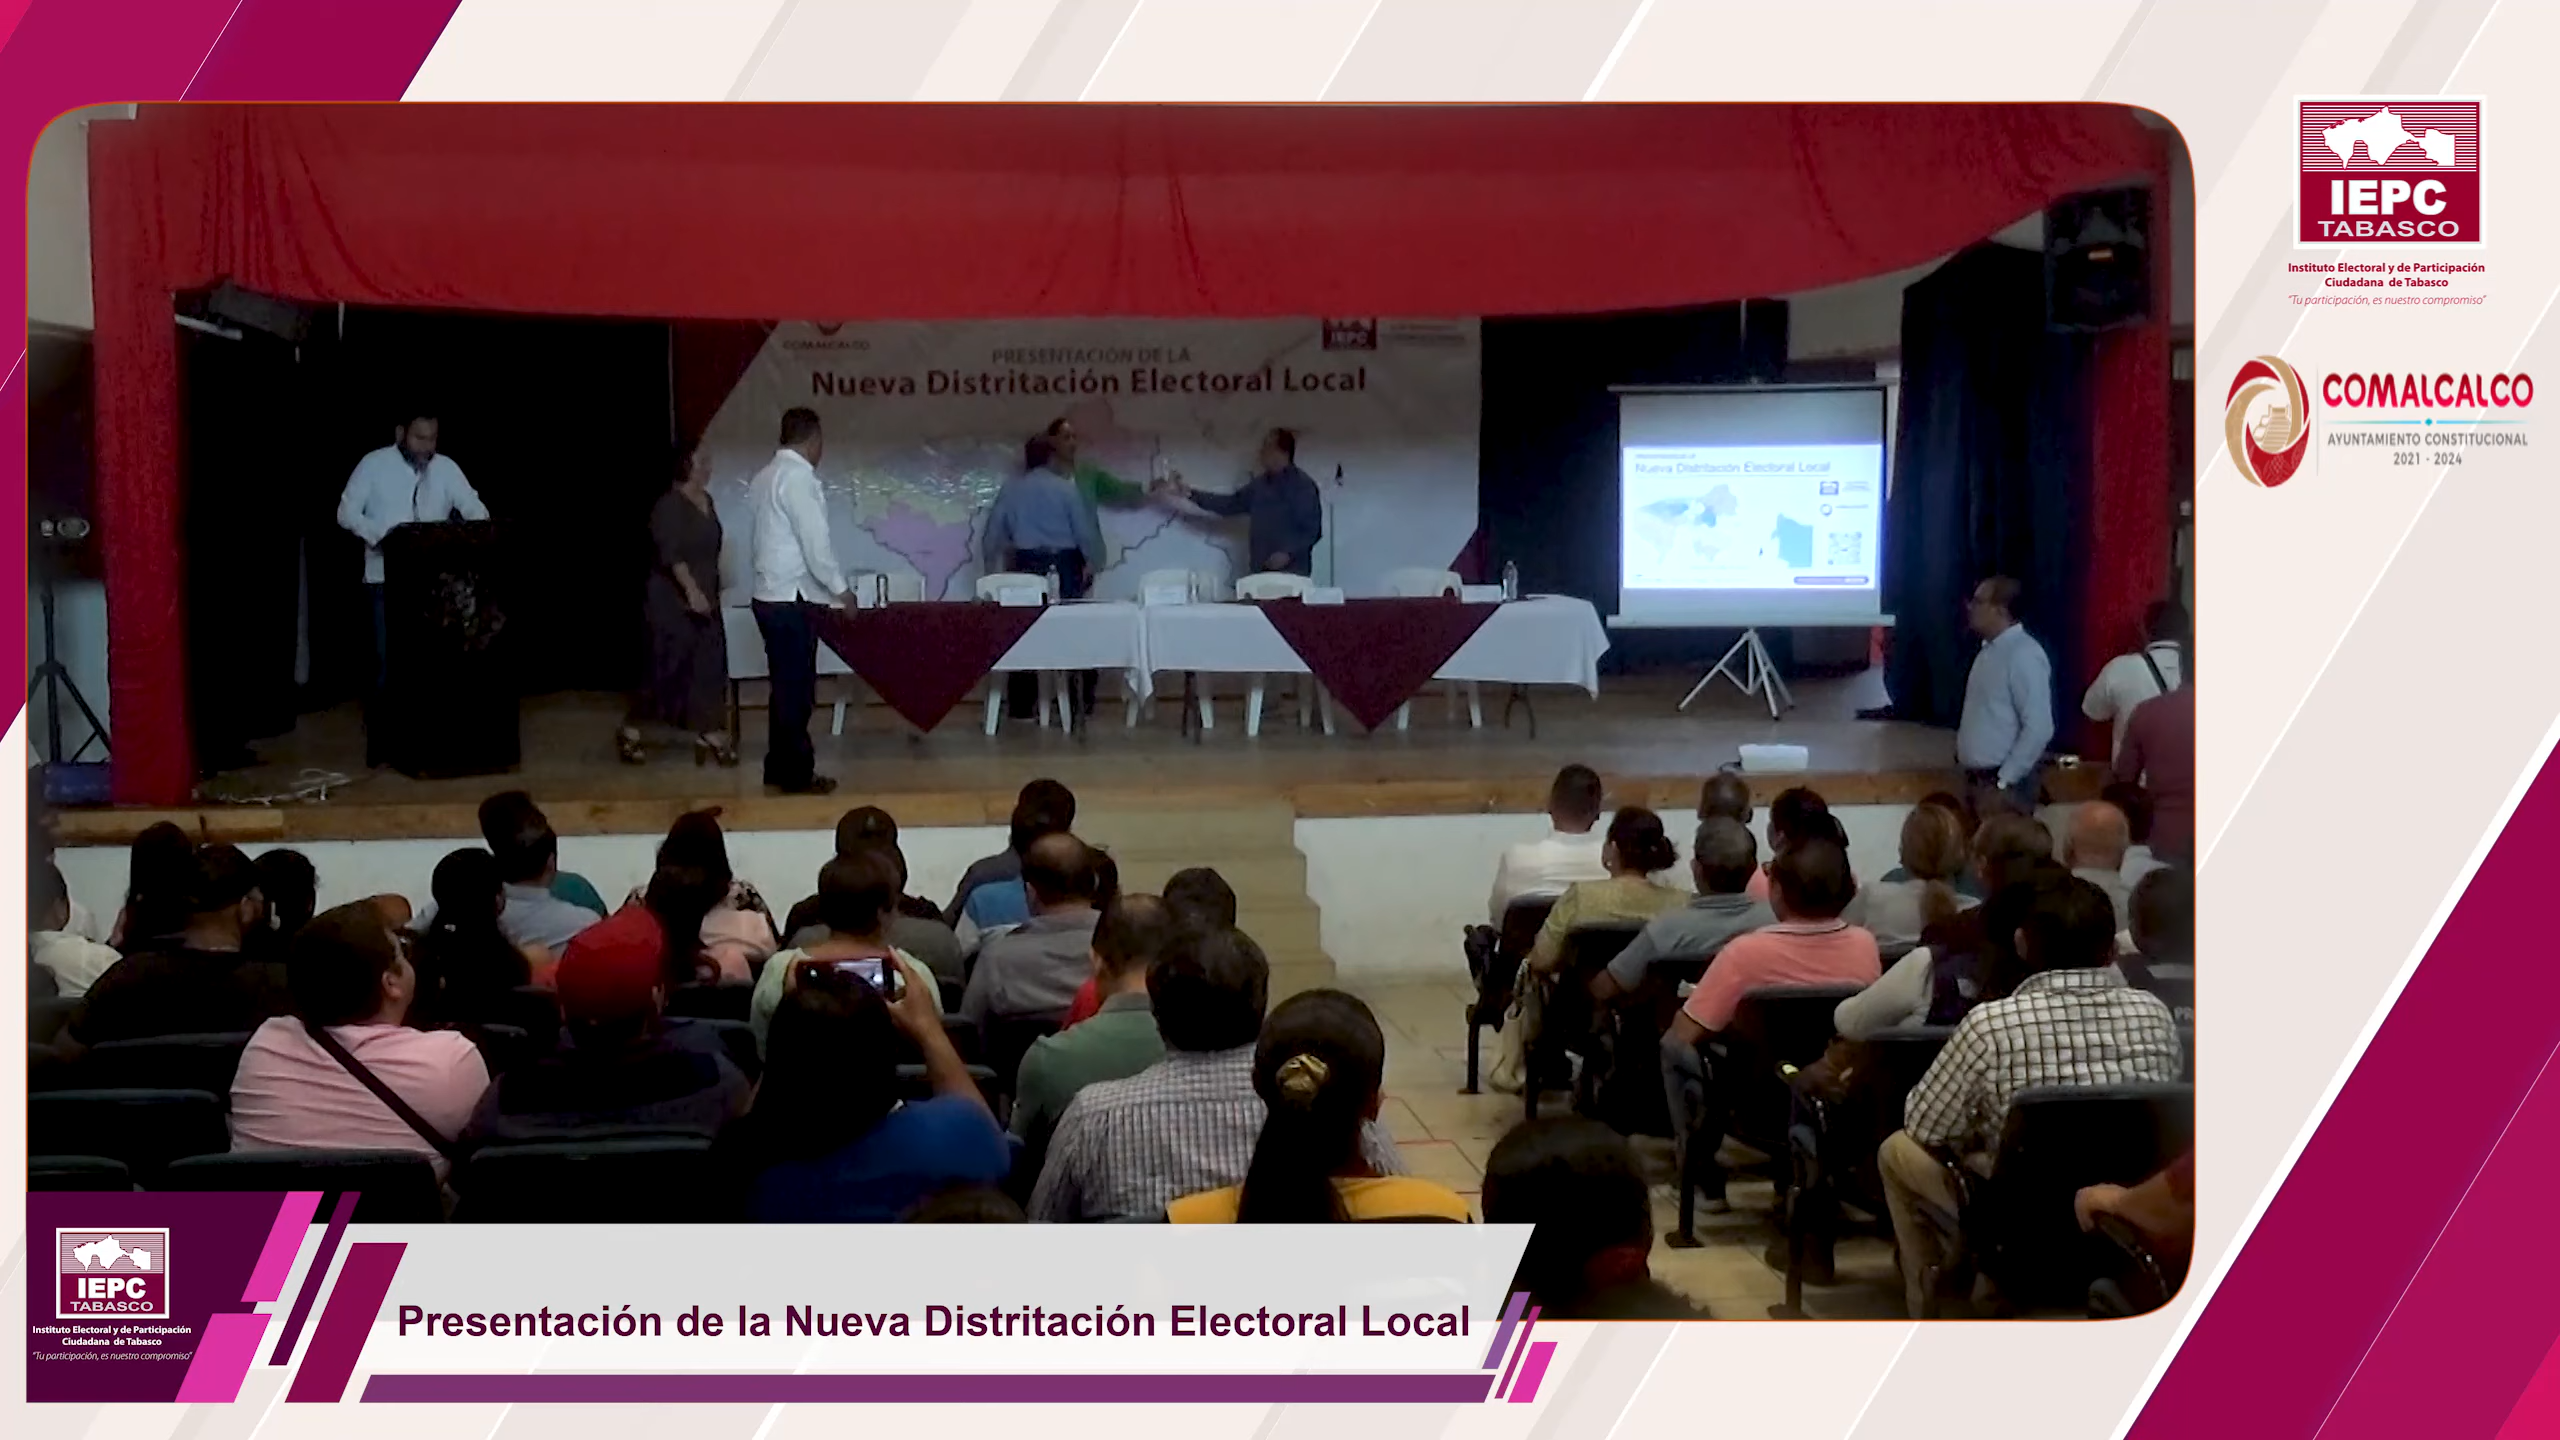 IEPC
TABASCO
Instituto Electoral y de Participación
Ciudadana de Tabasco
"Tu participación, es nuestro compromiso"
COMALCALCO
AYUNTAMIENTO CONSTITUCIONAL
2021 - 2024
COMALCALCO
IEPC
PRESENTACIÓN DE LA
Nueva Distritación Electoral Local
Nueva Distritación Electoral Local
IEPC
TABASCO
Instituto Electoral y de Participación
Ciudadana de Tabasco
"Tu participación, es nuestro compromiso"
Presentación de la Nueva Distritación Electoral Local